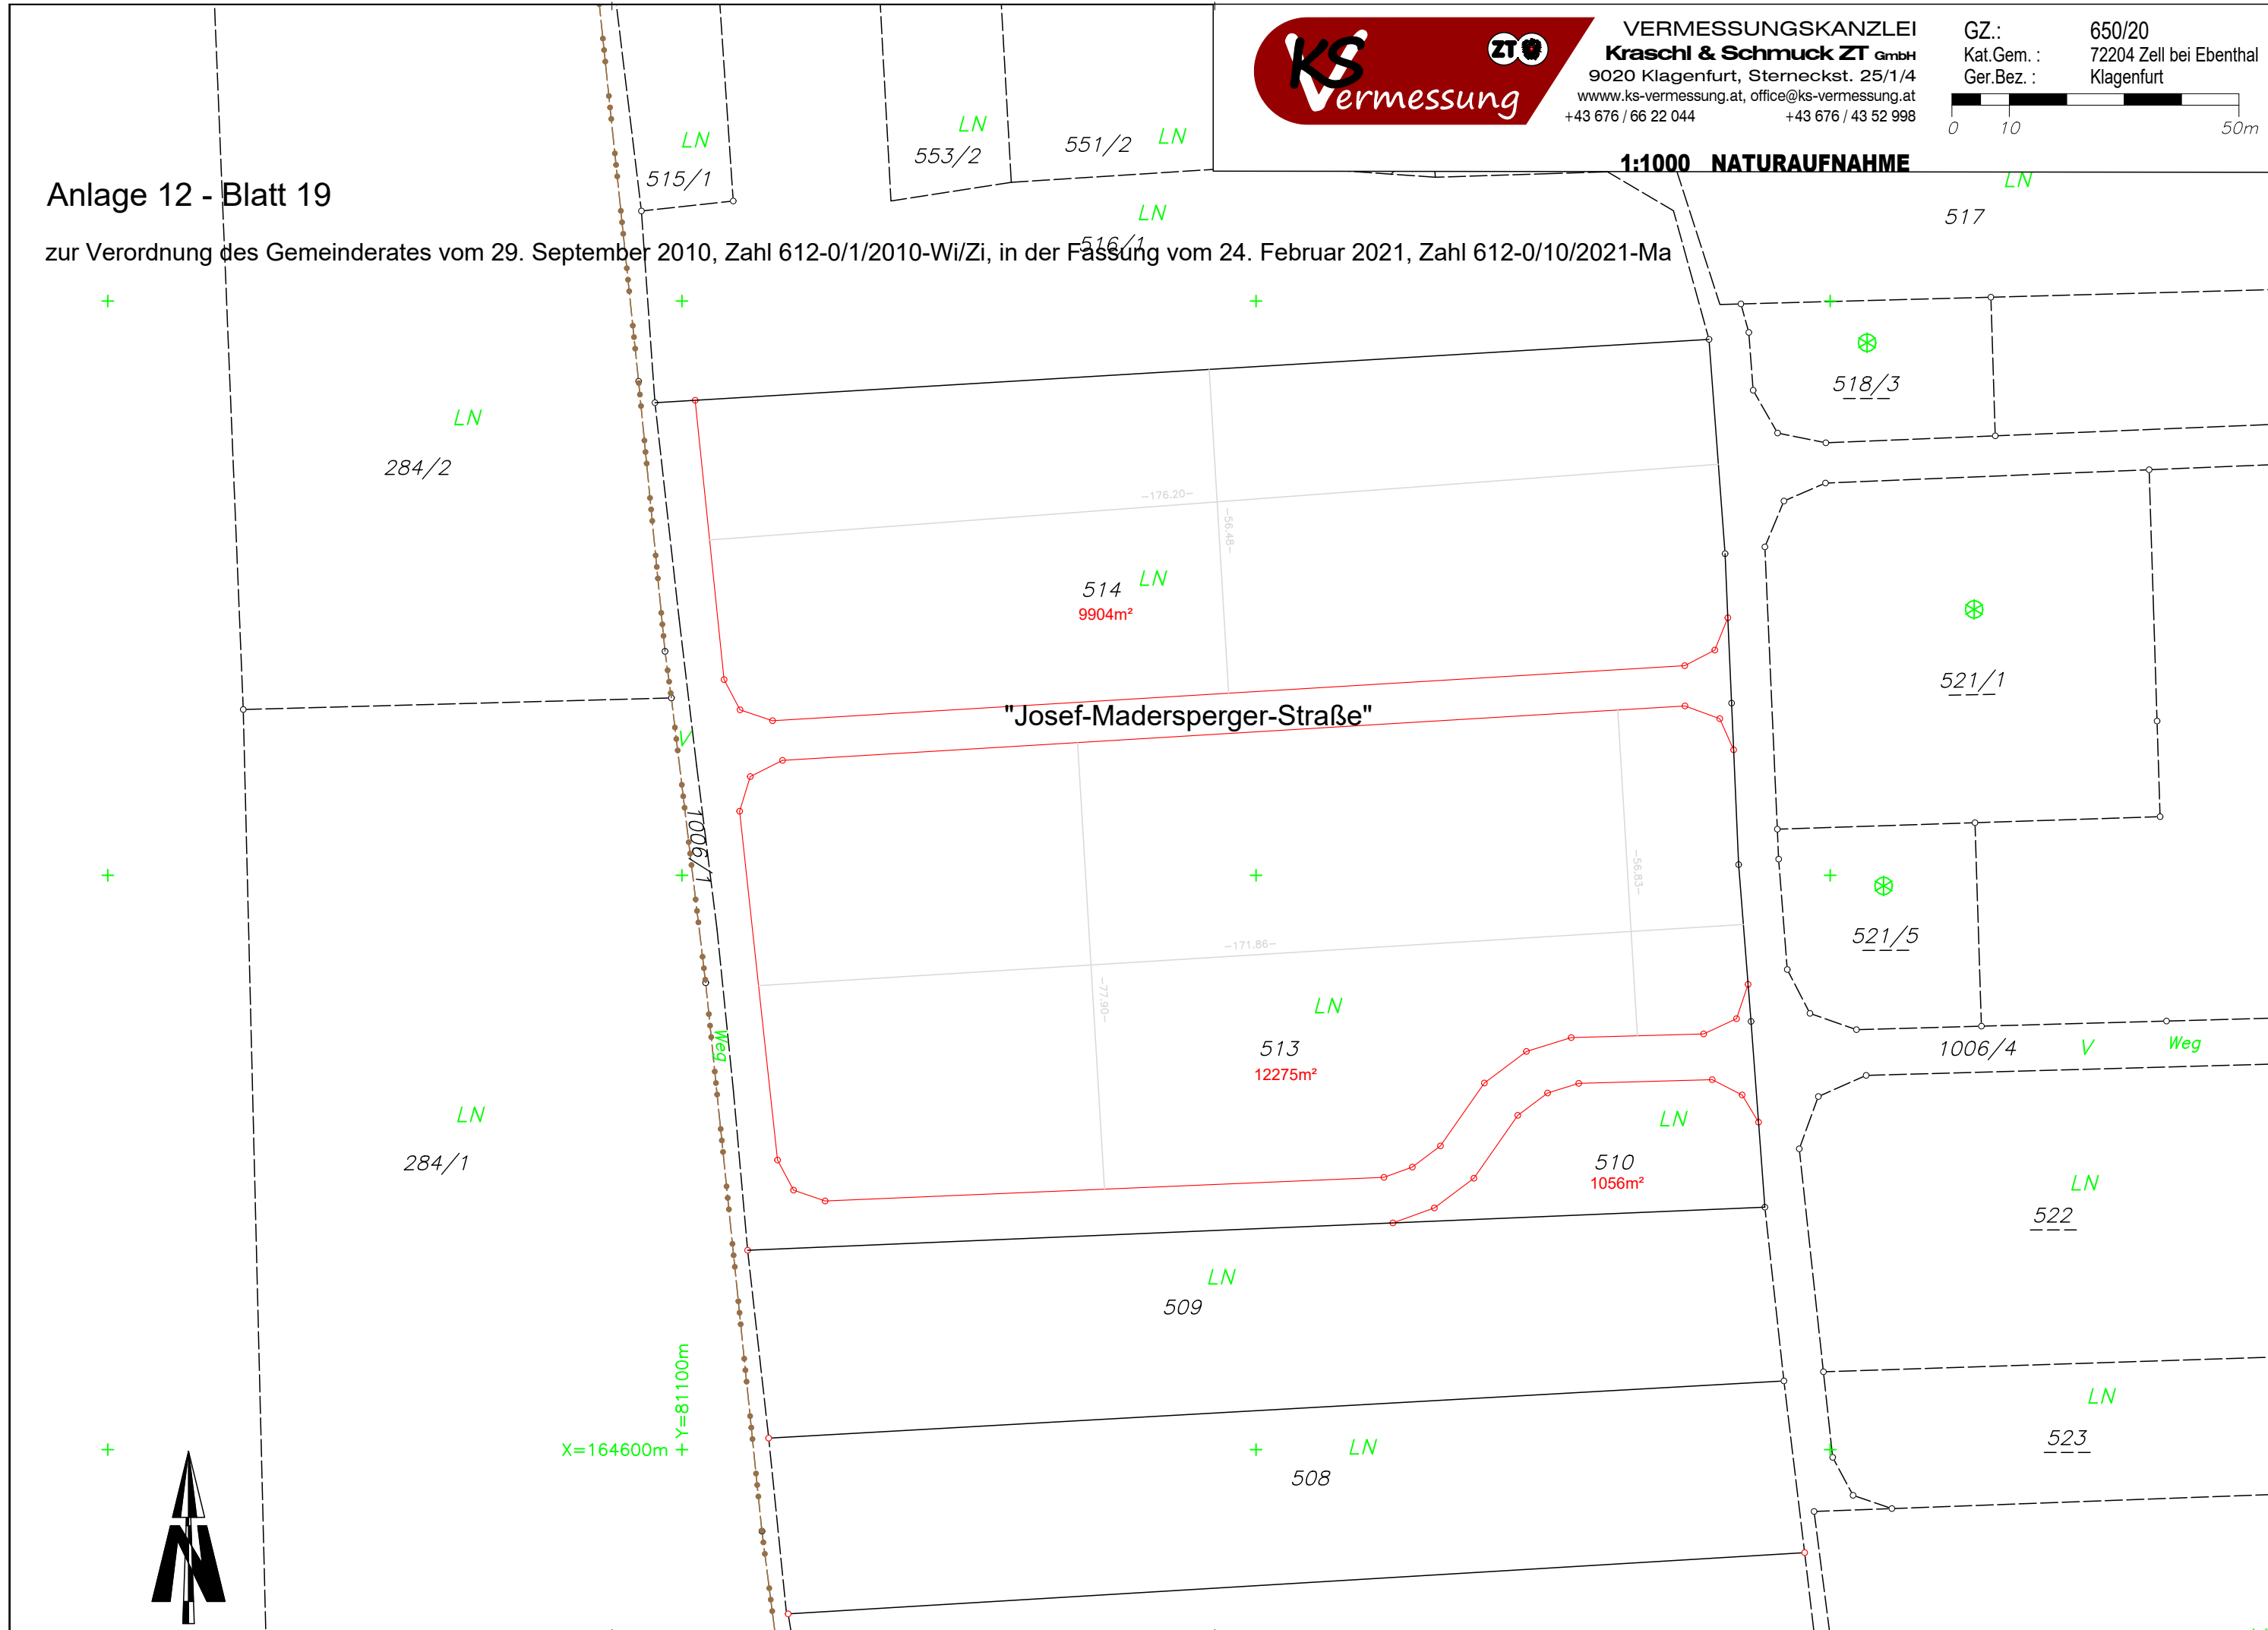 KS
Vermessung
ZT
VERMESSUNGSKANZLEI
Kraschl & Schmuck ZT GmbH
9020 Klagenfurt, Sterneckst. 25/1/4
wwww.ks-vermessung.at, office@ks-vermessung.at
+43 676 / 66 22 044 +43 676 / 43 52 998
GZ.: 650/20
Kat.Gem. : 72204 Zell bei Ebenthal
Ger.Bez. : Klagenfurt
0 10 50m
1:1000 NATURAUFNAHME
Anlage 12 - Blatt 19
zur Verordnung des Gemeinderates vom 29. September 2010, Zahl 612-0/1/2010-Wi/Zi, in der Fassung vom 24. Februar 2021, Zahl 612-0/10/2021-Ma
LN
515/1
LN
553/2
551/2 LN
LN
516/1
LN
517
518/3
LN
284/2
-176.20-
-56.48-
514 LN
9904m²
521/1
"Josef-Madersperger-Straße"
V
1006/1
-56.83-
521/5
-171.86-
-77.90-
LN
513
12275m²
Weg
1006/4 V Weg
LN
284/1
LN
510
1056m²
LN
522
LN
509
LN
523
Y=81100m
X=164600m
LN
508
N